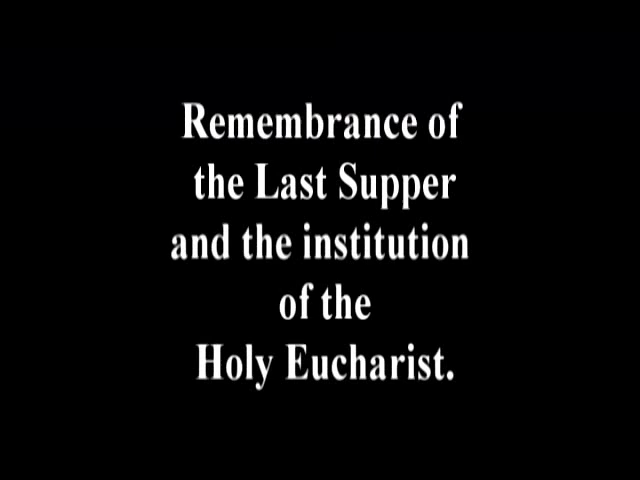 Remembrance of
the Last Supper
and the institution
of the
Holy Eucharist.